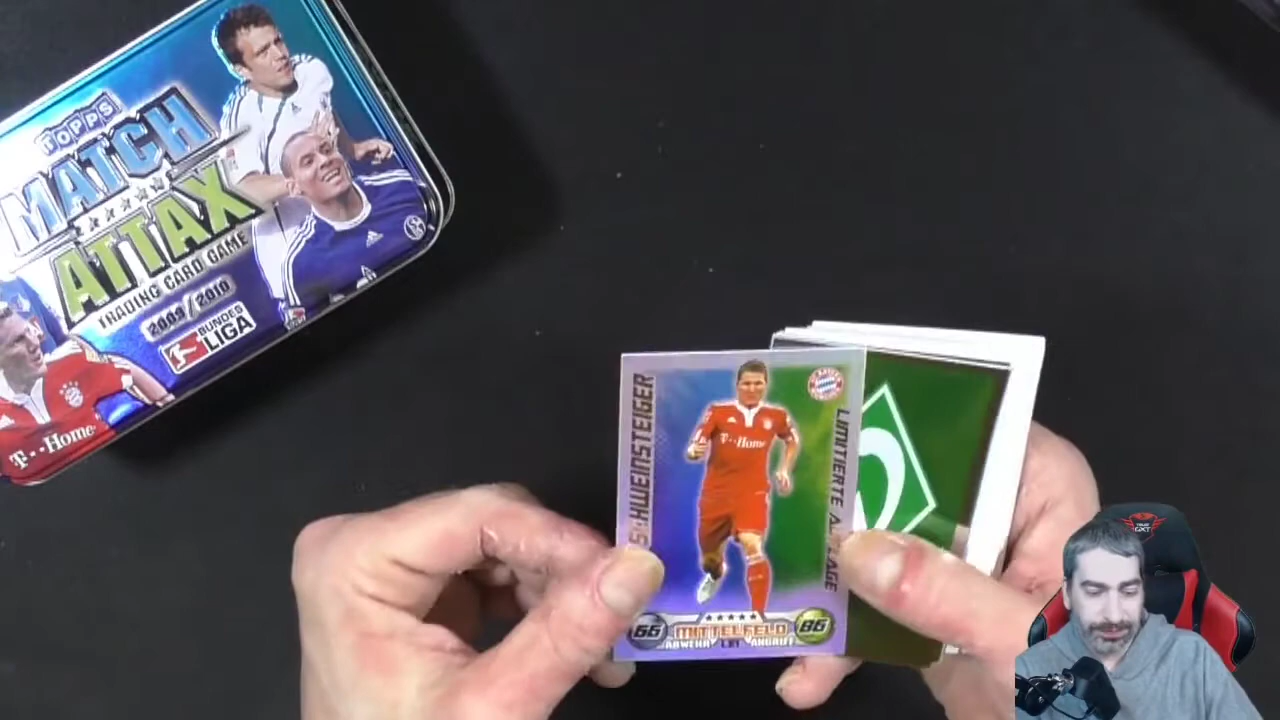 TOPPS
MATCH
ATTAX
TRADING CARD GAME
2009/2010
BUNDES
LIGA
T··Home
SCHWEINSTEIGER
T··Home
LIMITIERTE AUFLAGE
66
MITTELFELD
86
ABWEHR
ANGRIFF
GXT